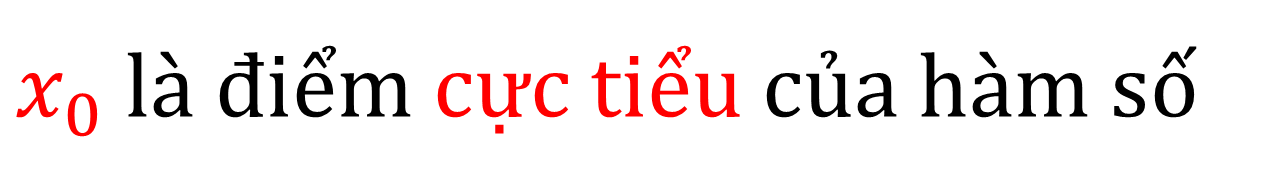 x₀ là điểm cực tiểu của hàm số